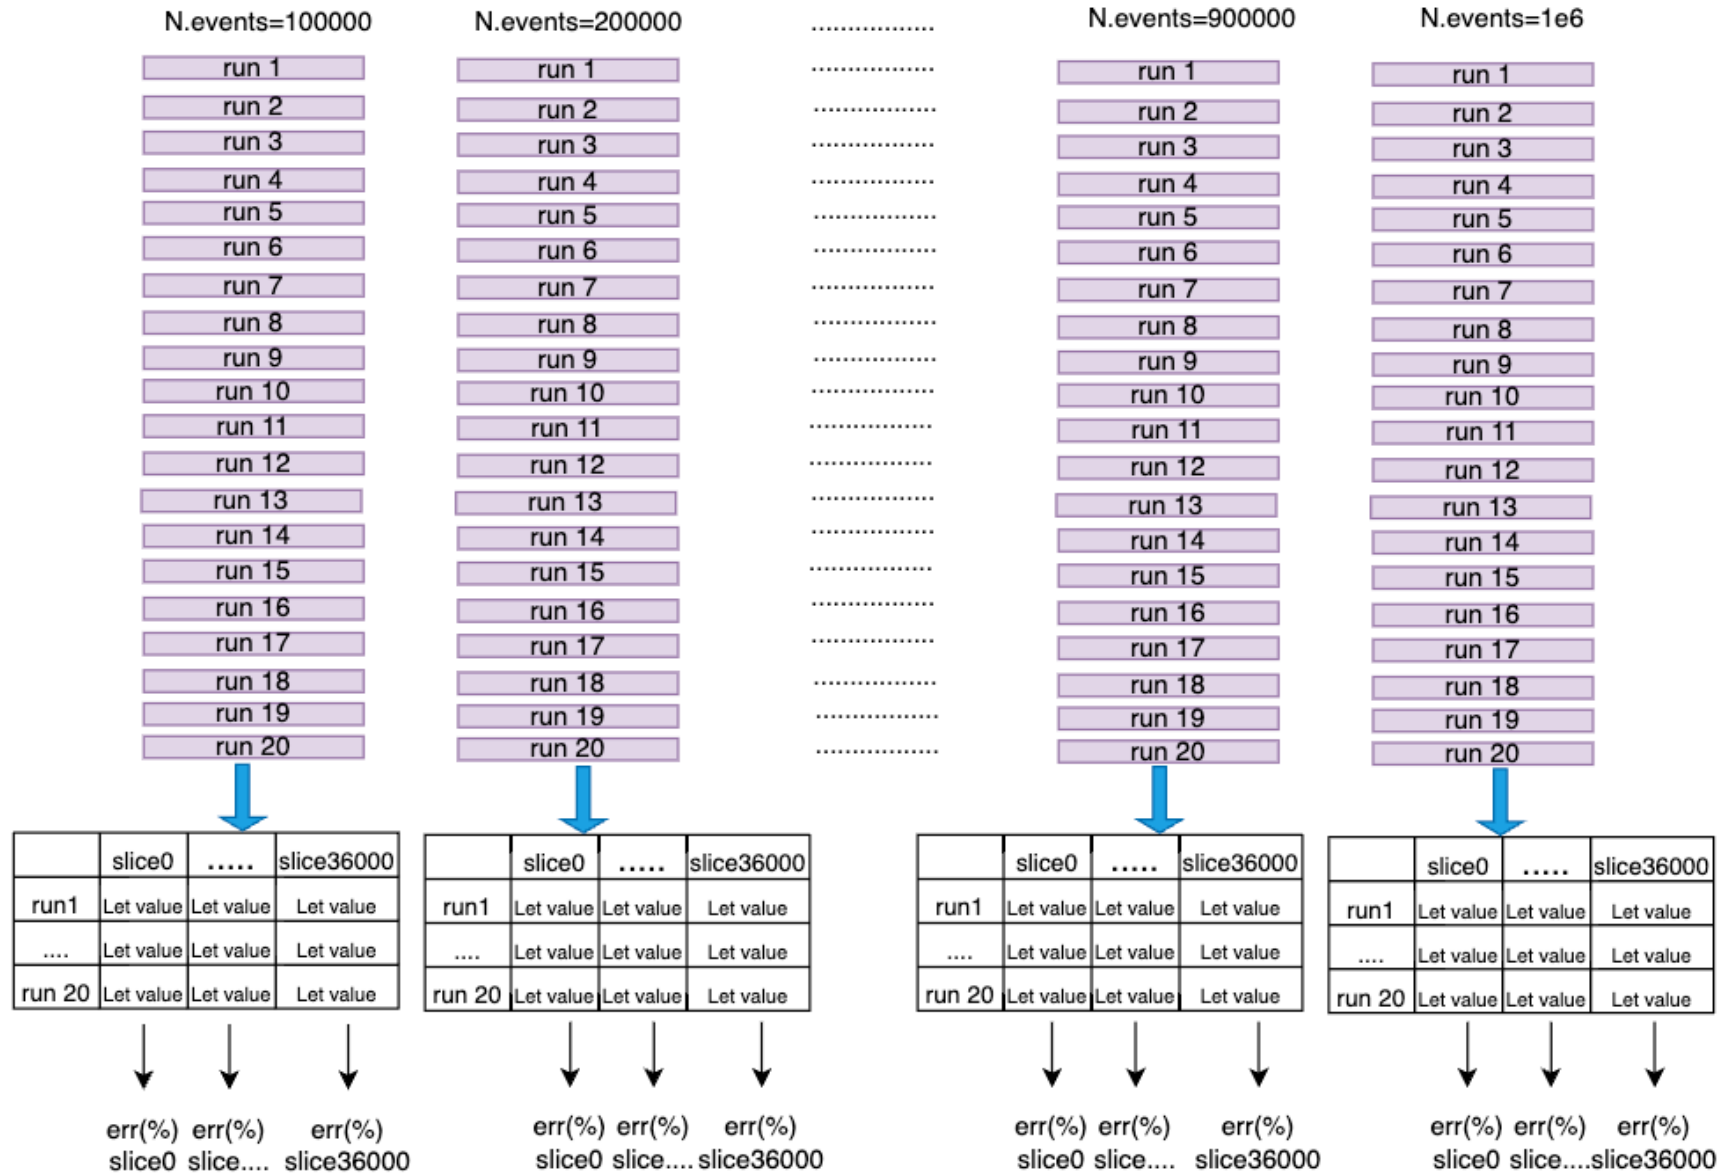 N.events=100000 N.events=200000 ................. N.events=900000 N.events=1e6
run 1 run 1 ................. run 1 run 1
run 2 run 2 ................. run 2 run 2
run 3 run 3 ................. run 3 run 3
run 4 run 4 ................. run 4 run 4
run 5 run 5 ................. run 5 run 5
run 6 run 6 ................. run 6 run 6
run 7 run 7 ................. run 7 run 7
run 8 run 8 ................. run 8 run 8
run 9 run 9 ................. run 9 run 9
run 10 run 10 ................. run 10 run 10
run 11 run 11 ................. run 11 run 11
run 12 run 12 ................. run 12 run 12
run 13 run 13 ................. run 13 run 13
run 14 run 14 ................. run 14 run 14
run 15 run 15 ................. run 15 run 15
run 16 run 16 ................. run 16 run 16
run 17 run 17 ................. run 17 run 17
run 18 run 18 ................. run 18 run 18
run 19 run 19 ................. run 19 run 19
run 20 run 20 ................. run 20 run 20
slice0 ..... slice36000 slice0 ..... slice36000 slice0 ..... slice36000 slice0 ..... slice36000
run1 Let value Let value Let value run1 Let value Let value Let value run1 Let value Let value Let value run1 Let value Let value Let value
.... Let value Let value Let value .... Let value Let value Let value .... Let value Let value Let value .... Let value Let value Let value
run 20 Let value Let value Let value run 20 Let value Let value Let value run 20 Let value Let value Let value run 20 Let value Let value Let value
err(%) err(%) err(%) err(%) err(%) err(%) err(%) err(%) err(%) err(%) err(%) err(%)
slice0 slice.... slice36000 slice0 slice.... slice36000 slice0 slice.... slice36000 slice0 slice.... slice36000